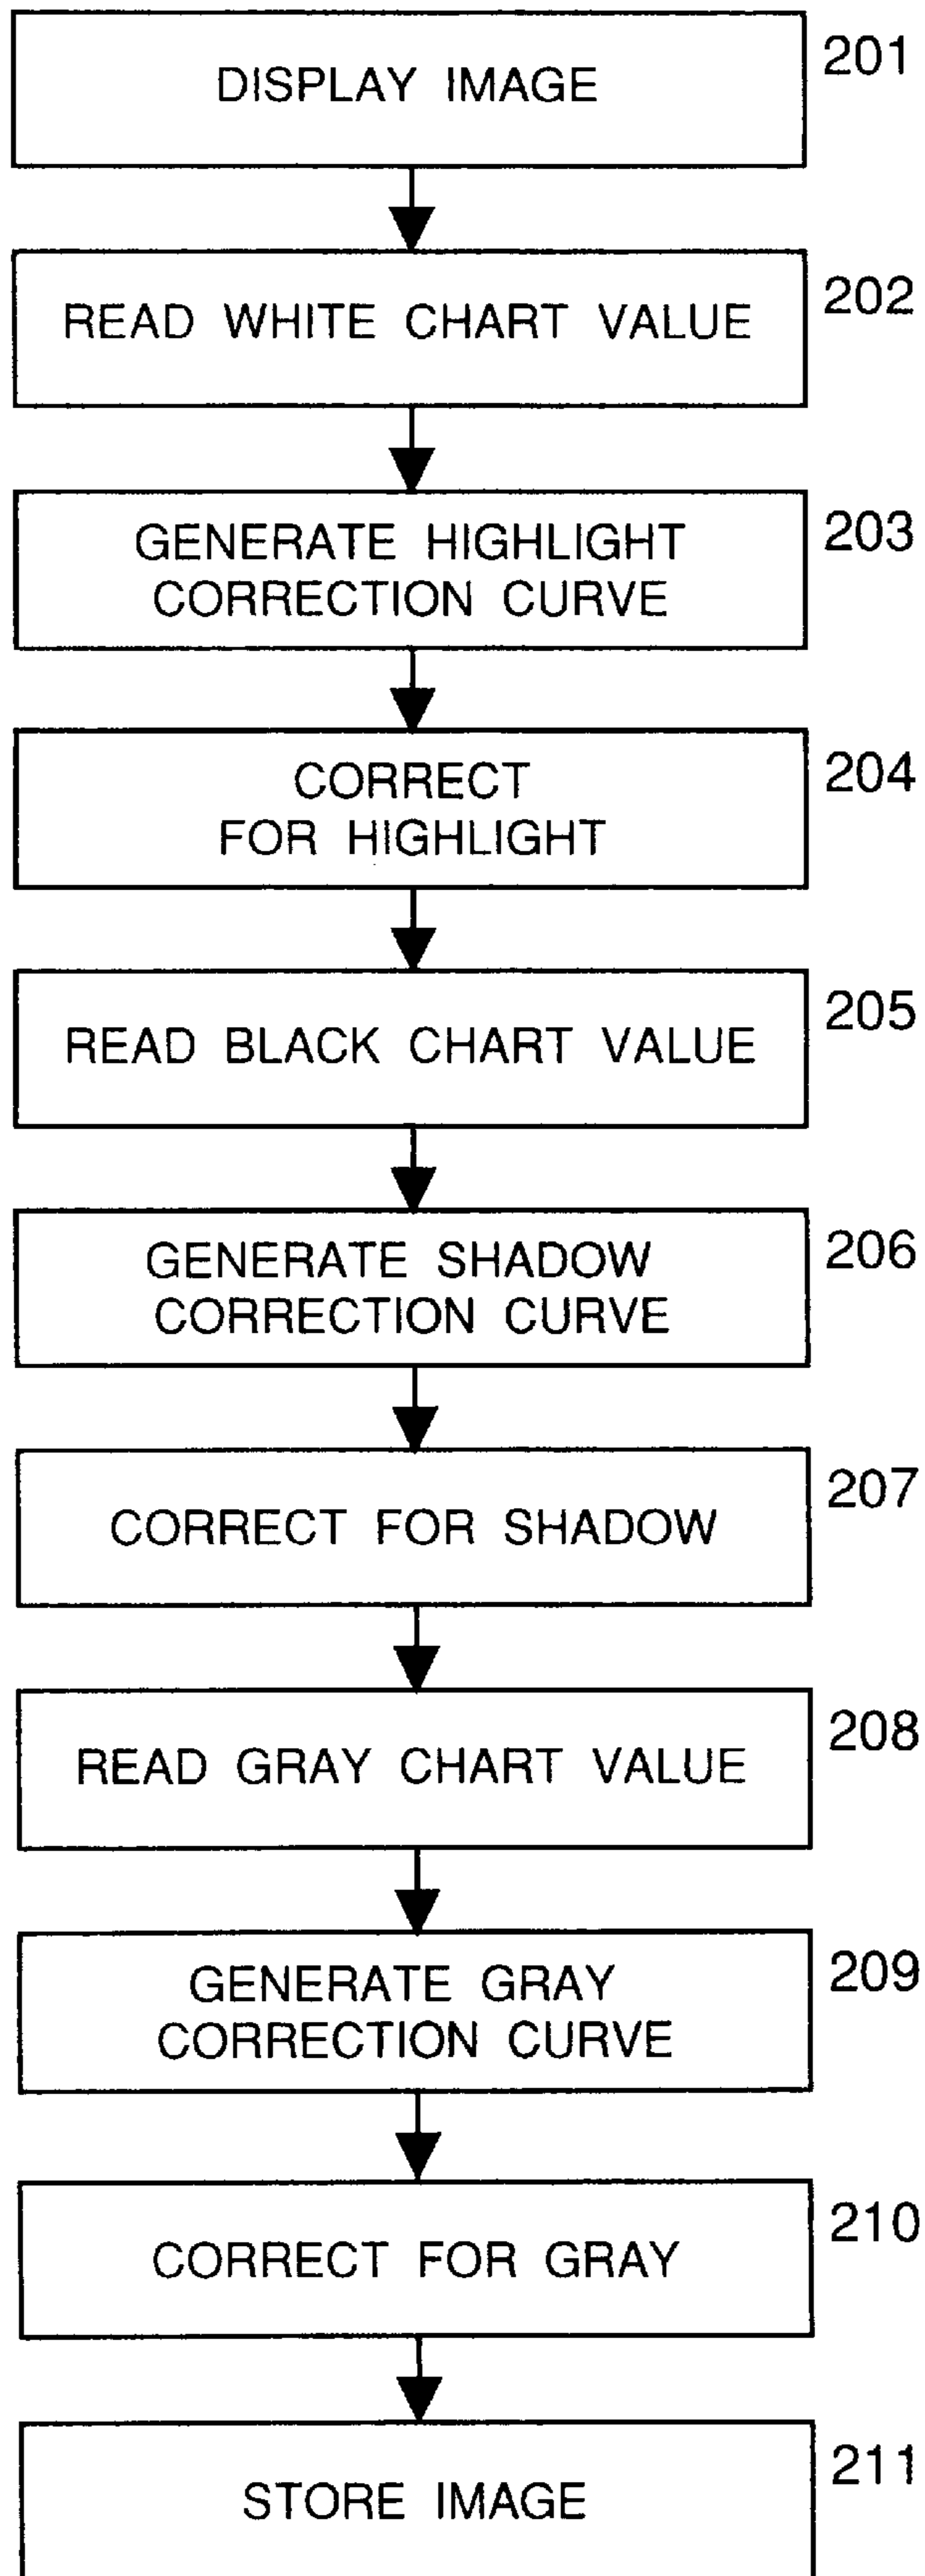 DISPLAY IMAGE
201
READ WHITE CHART VALUE
202
GENERATE HIGHLIGHT
CORRECTION CURVE
203
CORRECT
FOR HIGHLIGHT
204
READ BLACK CHART VALUE
205
GENERATE SHADOW
CORRECTION CURVE
206
CORRECT FOR SHADOW
207
READ GRAY CHART VALUE
208
GENERATE GRAY
CORRECTION CURVE
209
CORRECT FOR GRAY
210
STORE IMAGE
211